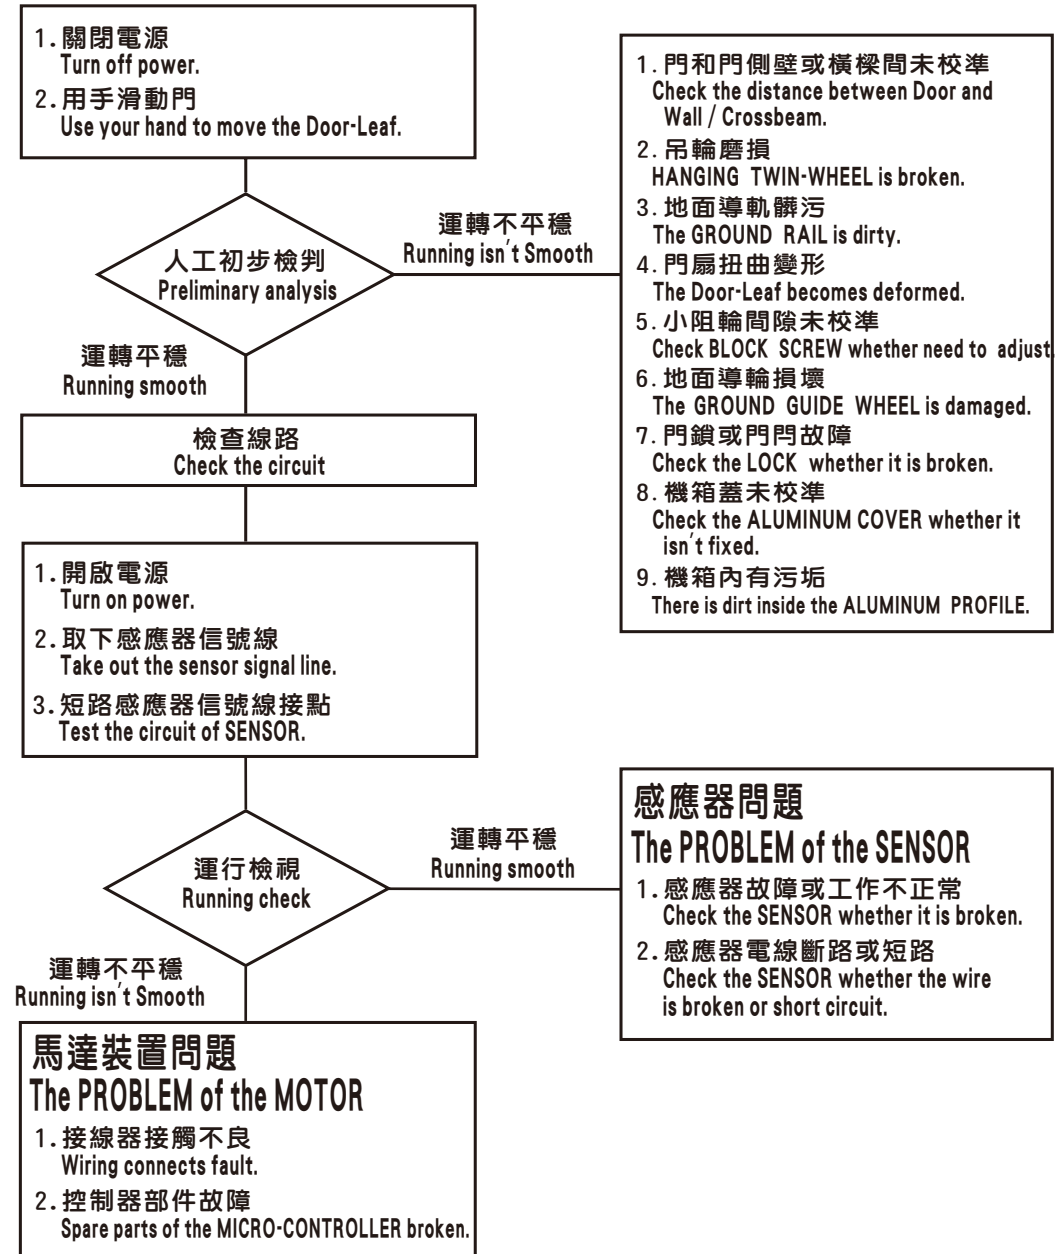 1.關閉電源
Turn off power.
2.用手滑動門
Use your hand to move the Door-Leaf.
人工初步檢判
Preliminary analysis
運轉不平穩
Running isn't Smooth
1.門和門側壁或橫樑間未校準
Check the distance between Door and
Wall / Crossbeam.
2.吊輪磨損
HANGING TWIN-WHEEL is broken.
3.地面導軌髒污
The GROUND RAIL is dirty.
4.門扇扭曲變形
The Door-Leaf becomes deformed.
5.小阻輪間隙未校準
Check BLOCK SCREW whether need to adjust.
6.地面導輪損壞
The GROUND GUIDE WHEEL is damaged.
7.門鎖或門閂故障
Check the LOCK whether it is broken.
8.機箱蓋未校準
Check the ALUMINUM COVER whether it
isn't fixed.
9.機箱內有污垢
There is dirt inside the ALUMINUM PROFILE.
運轉平穩
Running smooth
檢查線路
Check the circuit
1.開啟電源
Turn on power.
2.取下感應器信號線
Take out the sensor signal line.
3.短路感應器信號線接點
Test the circuit of SENSOR.
運行檢視
Running check
運轉平穩
Running smooth
感應器問題
The PROBLEM of the SENSOR
1.感應器故障或工作不正常
Check the SENSOR whether it is broken.
2.感應器電線斷路或短路
Check the SENSOR whether the wire
is broken or short circuit.
運轉不平穩
Running isn't Smooth
馬達裝置問題
The PROBLEM of the MOTOR
1.接線器接觸不良
Wiring connects fault.
2.控制器部件故障
Spare parts of the MICRO-CONTROLLER broken.